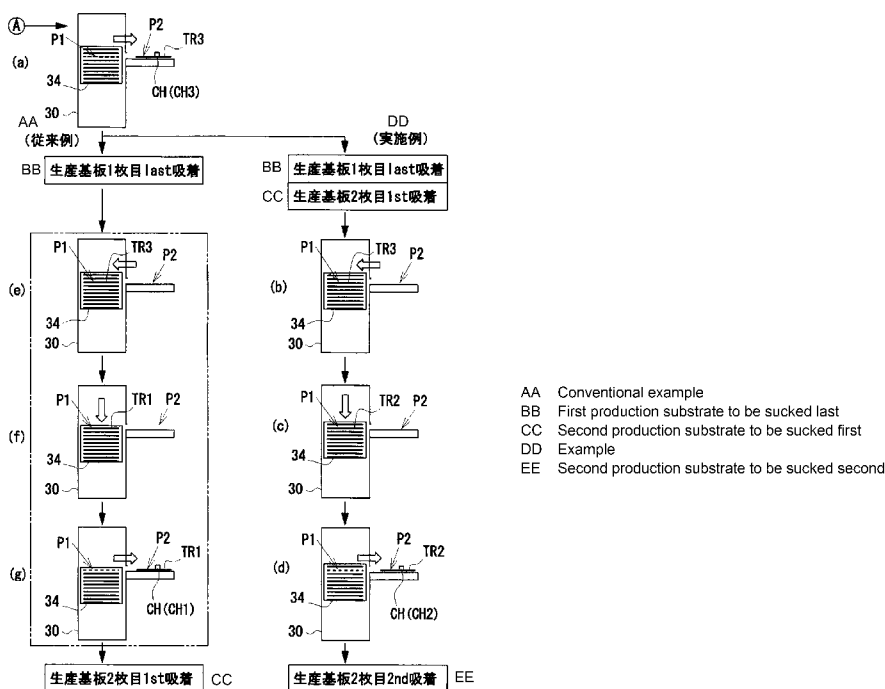 A
P1
P2
TR3
(a)
34
CH(CH3)
30
AA
(従来例)
DD
(実施例)
BB 生産基板1枚目last吸着
BB 生産基板1枚目last吸着
CC 生産基板2枚目1st吸着
P1 TR3 P2
(e)
34
30
P1 TR3 P2
(b)
34
30
P1 TR1 P2
(f)
34
30
P1 TR2 P2
(c)
34
30
P1 P2 TR1
(g)
34
CH(CH1)
30
P1 P2 TR2
(d)
34
CH(CH2)
30
生産基板2枚目1st吸着 CC
生産基板2枚目2nd吸着 EE
AA Conventional example
BB First production substrate to be sucked last
CC Second production substrate to be sucked first
DD Example
EE Second production substrate to be sucked second